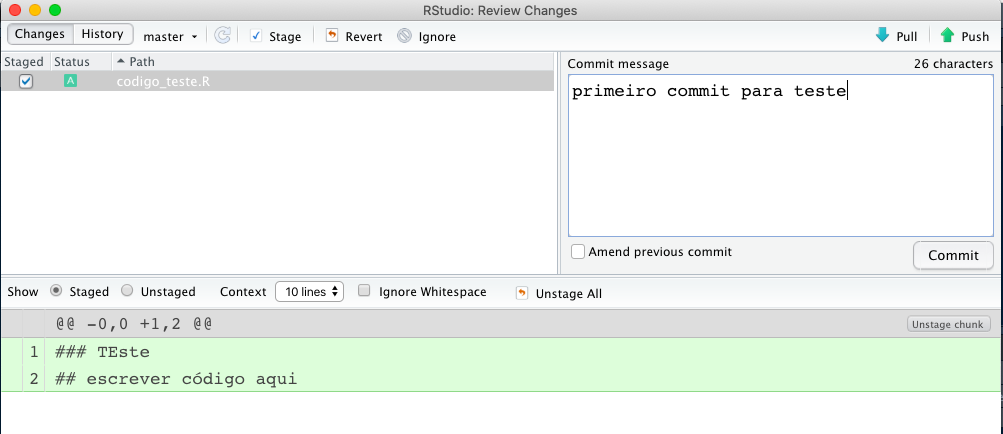 RStudio: Review Changes
Changes History master Stage Revert Ignore Pull Push
Staged Status Path
A codigo_teste.R
Commit message 26 characters
primeiro commit para teste
Amend previous commit Commit
Show Staged Unstaged Context 10 lines Ignore Whitespace Unstage All
@@ -0,0 +1,2 @@ Unstage chunk
1 ### TEste
2 ## escrever código aqui